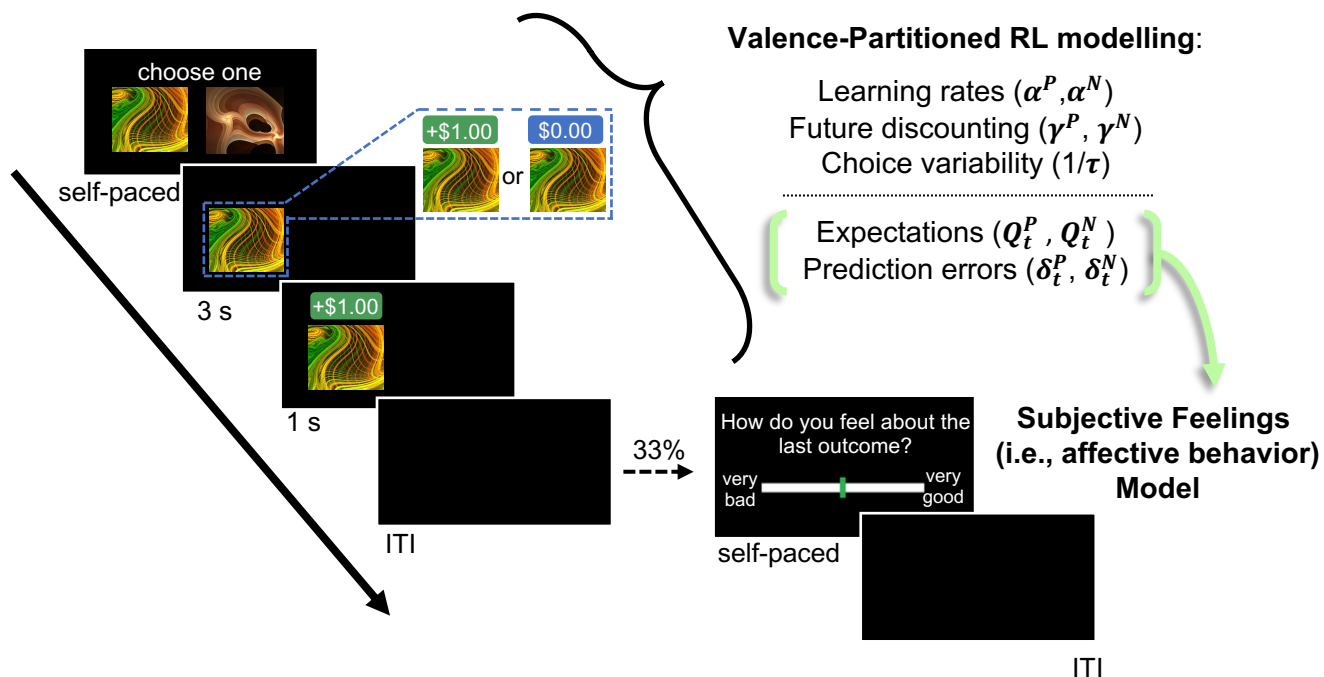 choose one
self-paced
+$1.00
or
$0.00
3 s
+$1.00
1 s
ITI
33%
How do you feel about the
last outcome?
very
bad
very
good
self-paced
ITI
Valence-Partitioned RL modelling:
Learning rates (α^P,α^N)
Future discounting (γ^P, γ^N)
Choice variability (1/τ)
Expectations (Q_t^P , Q_t^N )
Prediction errors (δ_t^P, δ_t^N)
Subjective Feelings
(i.e., affective behavior)
Model